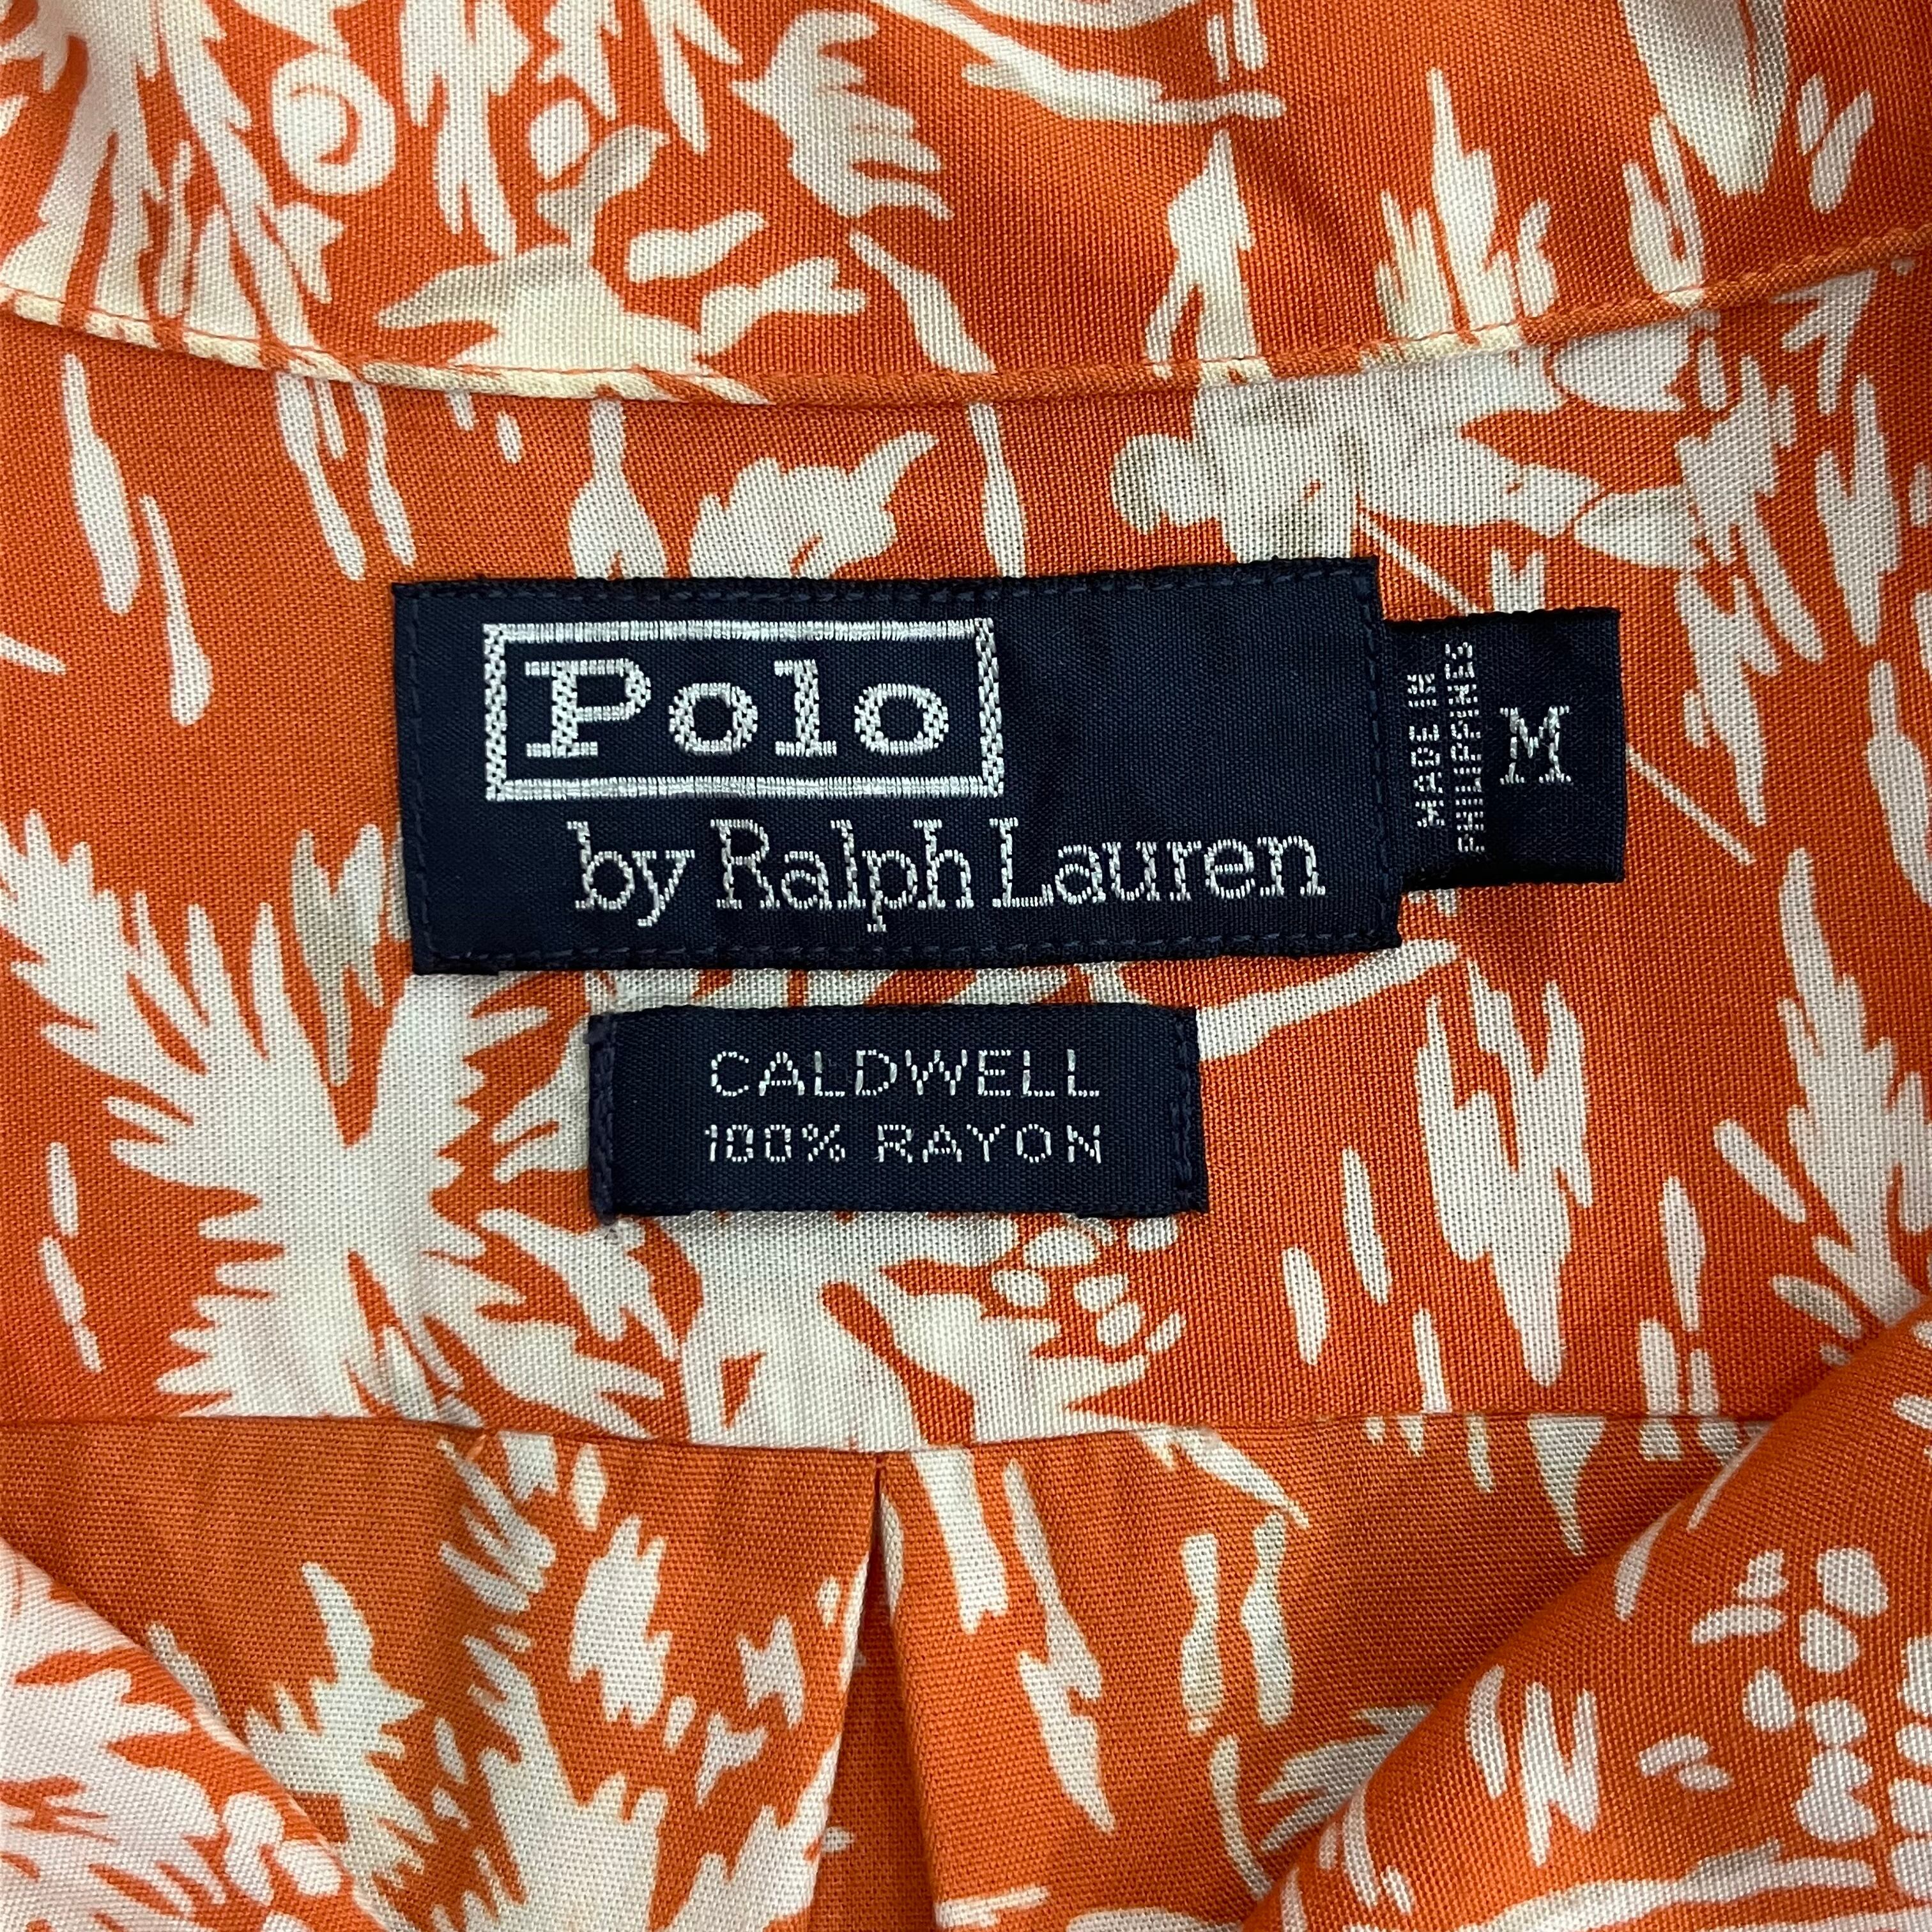 Polo
by Ralph Lauren
MADE IN
PHILIPPINES
M
CALDWELL
100% RAYON